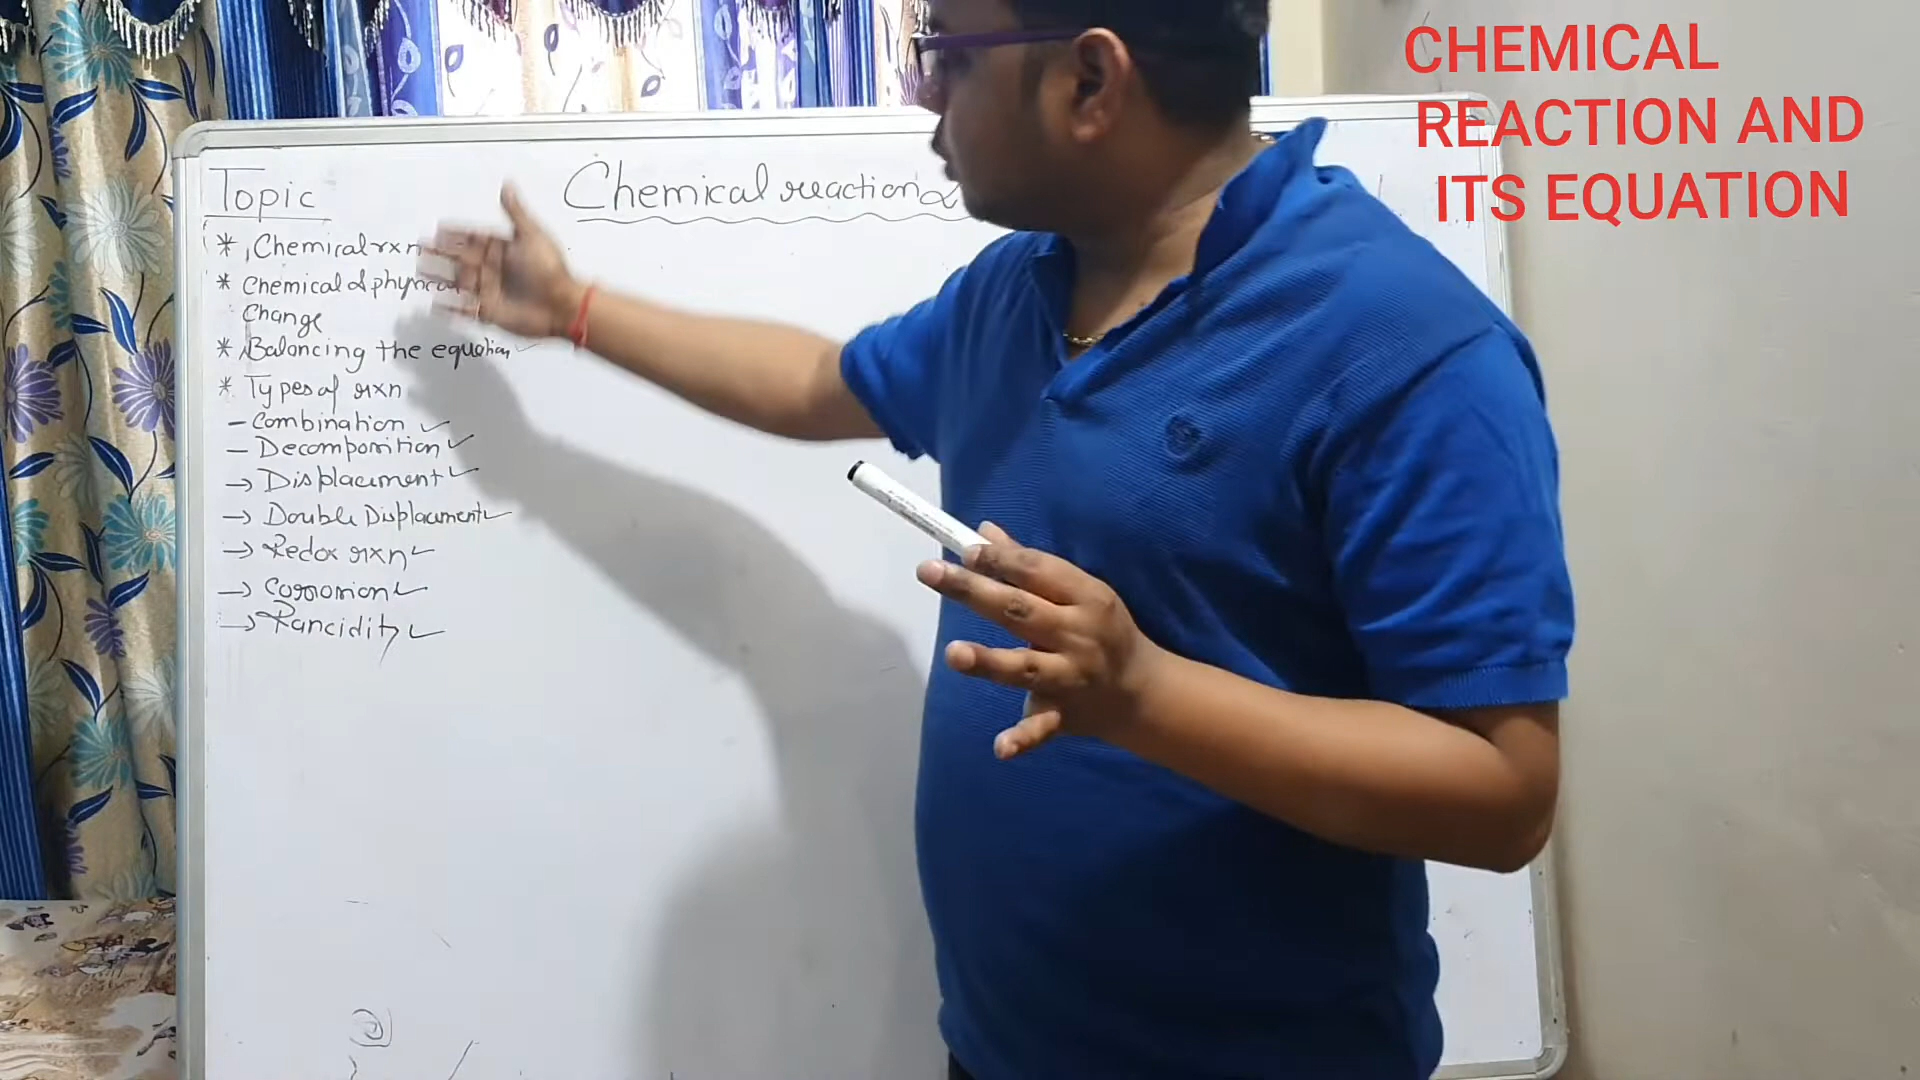 CHEMICAL
REACTION AND
ITS EQUATION
Topic
Chemical reaction &
* Chemical rxn
* Chemical & physical
Change
* Balancing the equation ✓
* Types of rxn
- Combination ✓
- Decomposition ✓
→ Displacement ✓
→ Double Displacement ✓
→ Redox rxn ✓
→ Corrosion ✓
→ Rancidity ✓